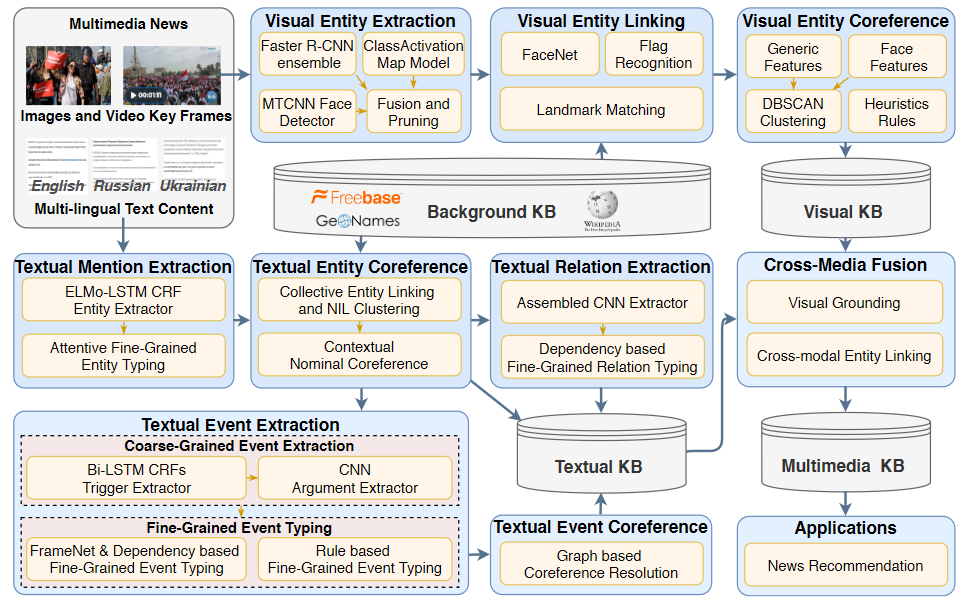 Multimedia News
00:01:11
Images and Video Key Frames
English Russian Ukrainian
Multi-lingual Text Content
Visual Entity Extraction
Faster R-CNN
ensemble
ClassActivation
Map Model
MTCNN Face
Detector
Fusion and
Pruning
Visual Entity Linking
FaceNet
Flag
Recognition
Landmark Matching
Visual Entity Coreference
Generic
Features
Face
Features
DBSCAN
Clustering
Heuristics
Rules
Freebase
GeoNames
Background KB
WIKIPEDIA
The Free Encyclopedia
Visual KB
Textual Mention Extraction
ELMo-LSTM CRF
Entity Extractor
Attentive Fine-Grained
Entity Typing
Textual Entity Coreference
Collective Entity Linking
and NIL Clustering
Contextual
Nominal Coreference
Textual Relation Extraction
Assembled CNN Extractor
Dependency based
Fine-Grained Relation Typing
Cross-Media Fusion
Visual Grounding
Cross-modal Entity Linking
Textual Event Extraction
Coarse-Grained Event Extraction
Bi-LSTM CRFs
Trigger Extractor
CNN
Argument Extractor
Fine-Grained Event Typing
FrameNet & Dependency based
Fine-Grained Event Typing
Rule based
Fine-Grained Event Typing
Textual KB
Textual Event Coreference
Graph based
Coreference Resolution
Multimedia KB
Applications
News Recommendation